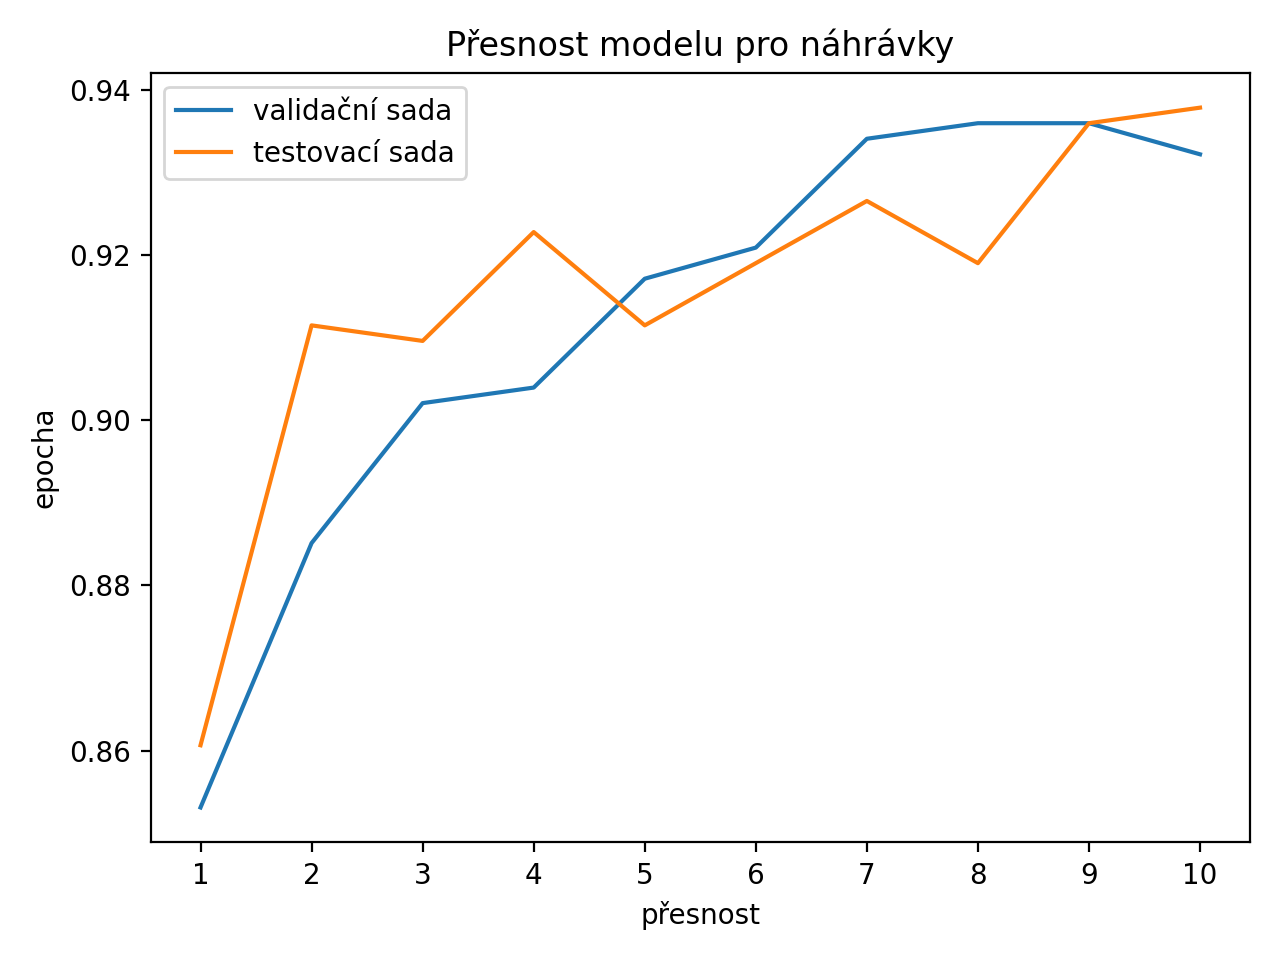 Přesnost modelu pro náhrávky
validační sada
testovací sada
0.94
0.92
0.90
0.88
0.86
epocha
1 2 3 4 5 6 7 8 9 10
přesnost